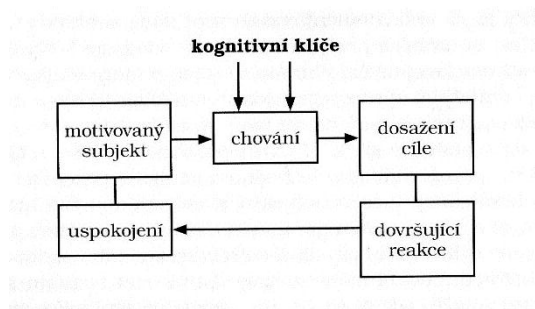 kognitivní klíče
motivovaný
subjekt
chování
dosažení
cíle
uspokojení
dovršující
reakce